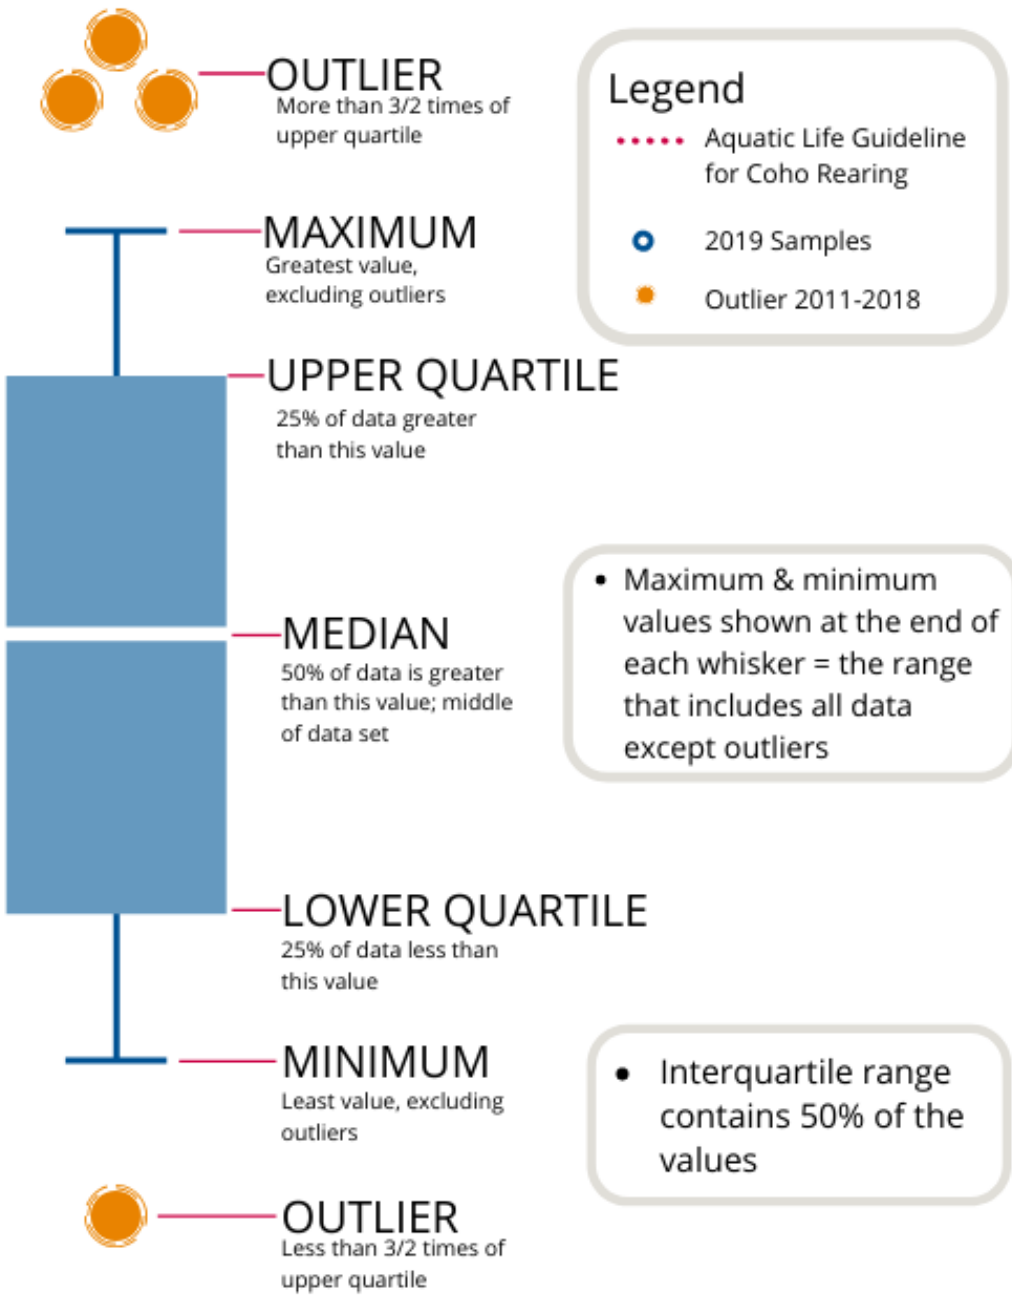 OUTLIER
More than 3/2 times of
upper quartile
Legend
Aquatic Life Guideline
for Coho Rearing
2019 Samples
Outlier 2011-2018
MAXIMUM
Greatest value,
excluding outliers
UPPER QUARTILE
25% of data greater
than this value
• Maximum & minimum
values shown at the end of
each whisker = the range
that includes all data
except outliers
MEDIAN
50% of data is greater
than this value; middle
of data set
LOWER QUARTILE
25% of data less than
this value
MINIMUM
Least value, excluding
outliers
• Interquartile range
contains 50% of the
values
OUTLIER
Less than 3/2 times of
upper quartile